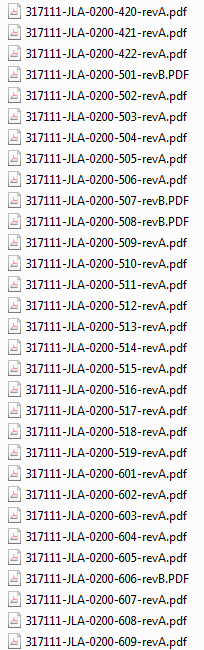 317111-JLA-0200-420-revA.pdf
317111-JLA-0200-421-revA.pdf
317111-JLA-0200-422-revA.pdf
317111-JLA-0200-501-revB.PDF
317111-JLA-0200-502-revA.pdf
317111-JLA-0200-503-revA.pdf
317111-JLA-0200-504-revA.pdf
317111-JLA-0200-505-revA.pdf
317111-JLA-0200-506-revA.pdf
317111-JLA-0200-507-revB.PDF
317111-JLA-0200-508-revB.PDF
317111-JLA-0200-509-revA.pdf
317111-JLA-0200-510-revA.pdf
317111-JLA-0200-511-revA.pdf
317111-JLA-0200-512-revA.pdf
317111-JLA-0200-513-revA.pdf
317111-JLA-0200-514-revA.pdf
317111-JLA-0200-515-revA.pdf
317111-JLA-0200-516-revA.pdf
317111-JLA-0200-517-revA.pdf
317111-JLA-0200-518-revA.pdf
317111-JLA-0200-519-revA.pdf
317111-JLA-0200-601-revA.pdf
317111-JLA-0200-602-revA.pdf
317111-JLA-0200-603-revA.pdf
317111-JLA-0200-604-revA.pdf
317111-JLA-0200-605-revA.pdf
317111-JLA-0200-606-revB.PDF
317111-JLA-0200-607-revA.pdf
317111-JLA-0200-608-revA.pdf
317111-JLA-0200-609-revA.pdf